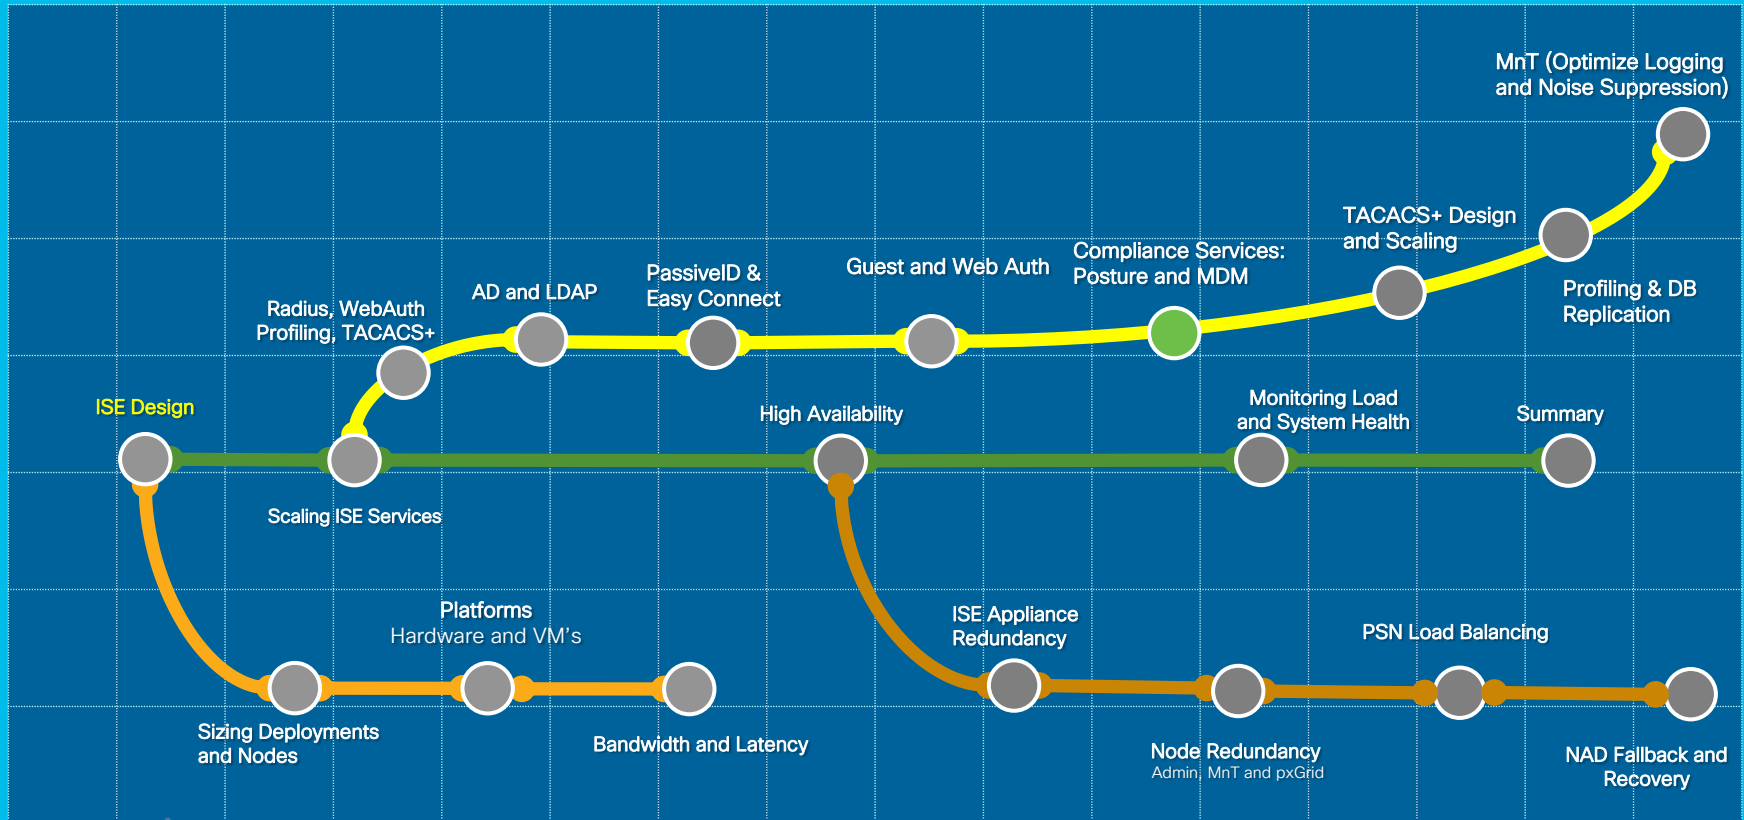 MnT (Optimize Logging
and Noise Suppression)
TACACS+ Design
and Scaling
Compliance Services:
Posture and MDM
Guest and Web Auth
PassiveID &
Easy Connect
AD and LDAP
Radius, WebAuth
Profiling, TACACS+
Profiling & DB
Replication
ISE Design
High Availability
Monitoring Load
and System Health
Summary
Scaling ISE Services
Platforms
Hardware and VM's
ISE Appliance
Redundancy
PSN Load Balancing
Sizing Deployments
and Nodes
Bandwidth and Latency
Node Redundancy
Admin, MnT and pxGrid
NAD Fallback and
Recovery